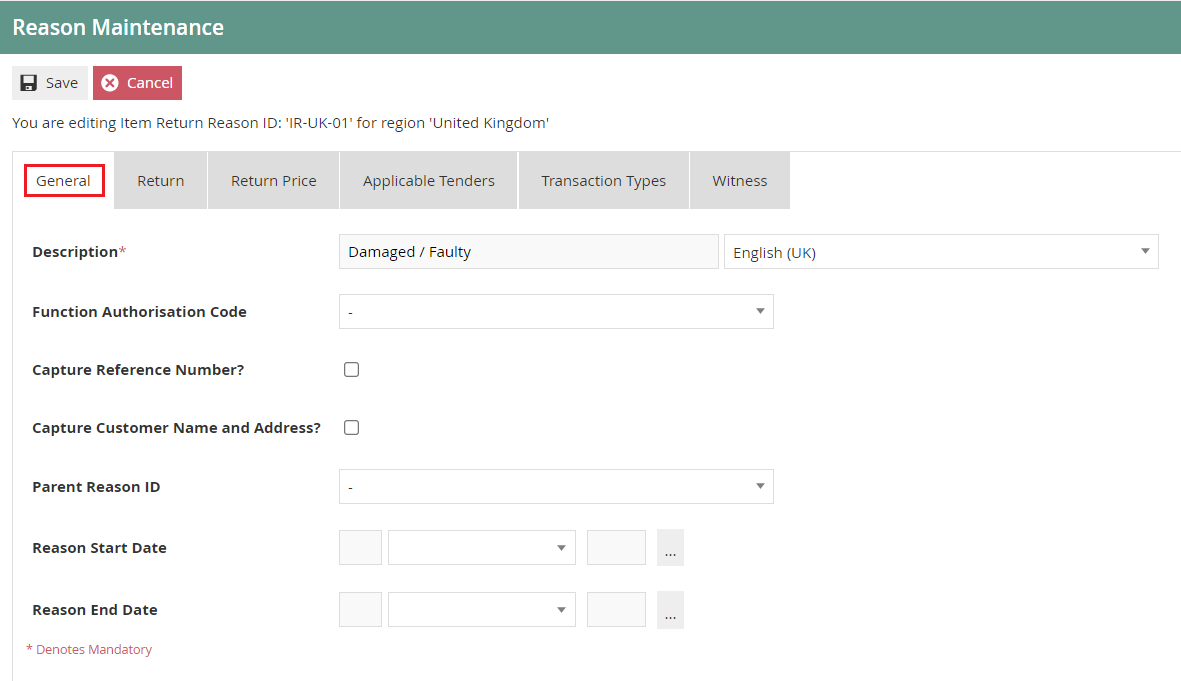 Reason Maintenance
Save Cancel
You are editing Item Return Reason ID: 'IR-UK-01' for region 'United Kingdom'
General Return Return Price Applicable Tenders Transaction Types Witness
Description* Damaged / Faulty English (UK)
Function Authorisation Code -
Capture Reference Number?
Capture Customer Name and Address?
Parent Reason ID -
Reason Start Date ...
Reason End Date ...
* Denotes Mandatory